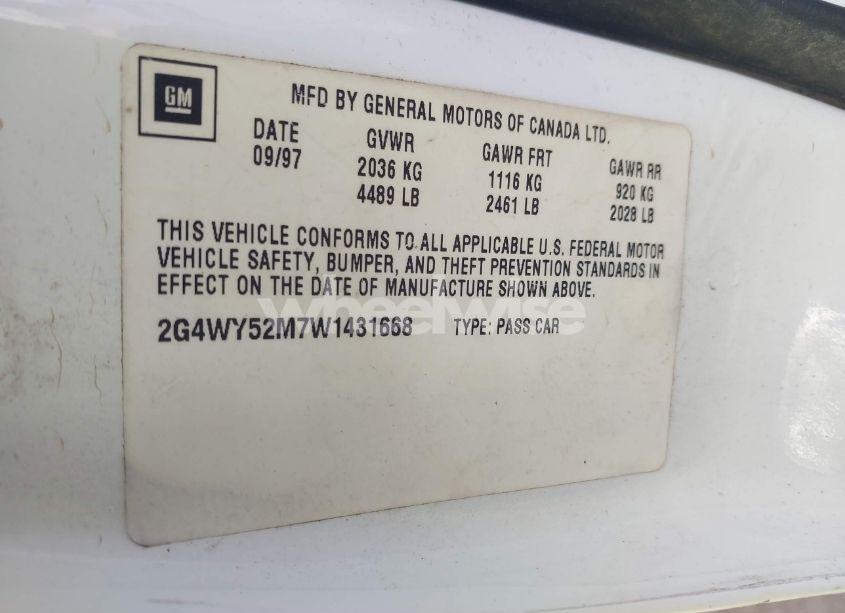 GM
MFD BY GENERAL MOTORS OF CANADA LTD.
DATE GVWR GAWR FRT GAWR RR
09/97 2036 KG 1116 KG 920 KG
4489 LB 2461 LB 2028 LB
THIS VEHICLE CONFORMS TO ALL APPLICABLE U.S. FEDERAL MOTOR
VEHICLE SAFETY, BUMPER, AND THEFT PREVENTION STANDARDS IN
EFFECT ON THE DATE OF MANUFACTURE SHOWN ABOVE.
wheelwise
2G4WY52M7W1431668 TYPE: PASS CAR